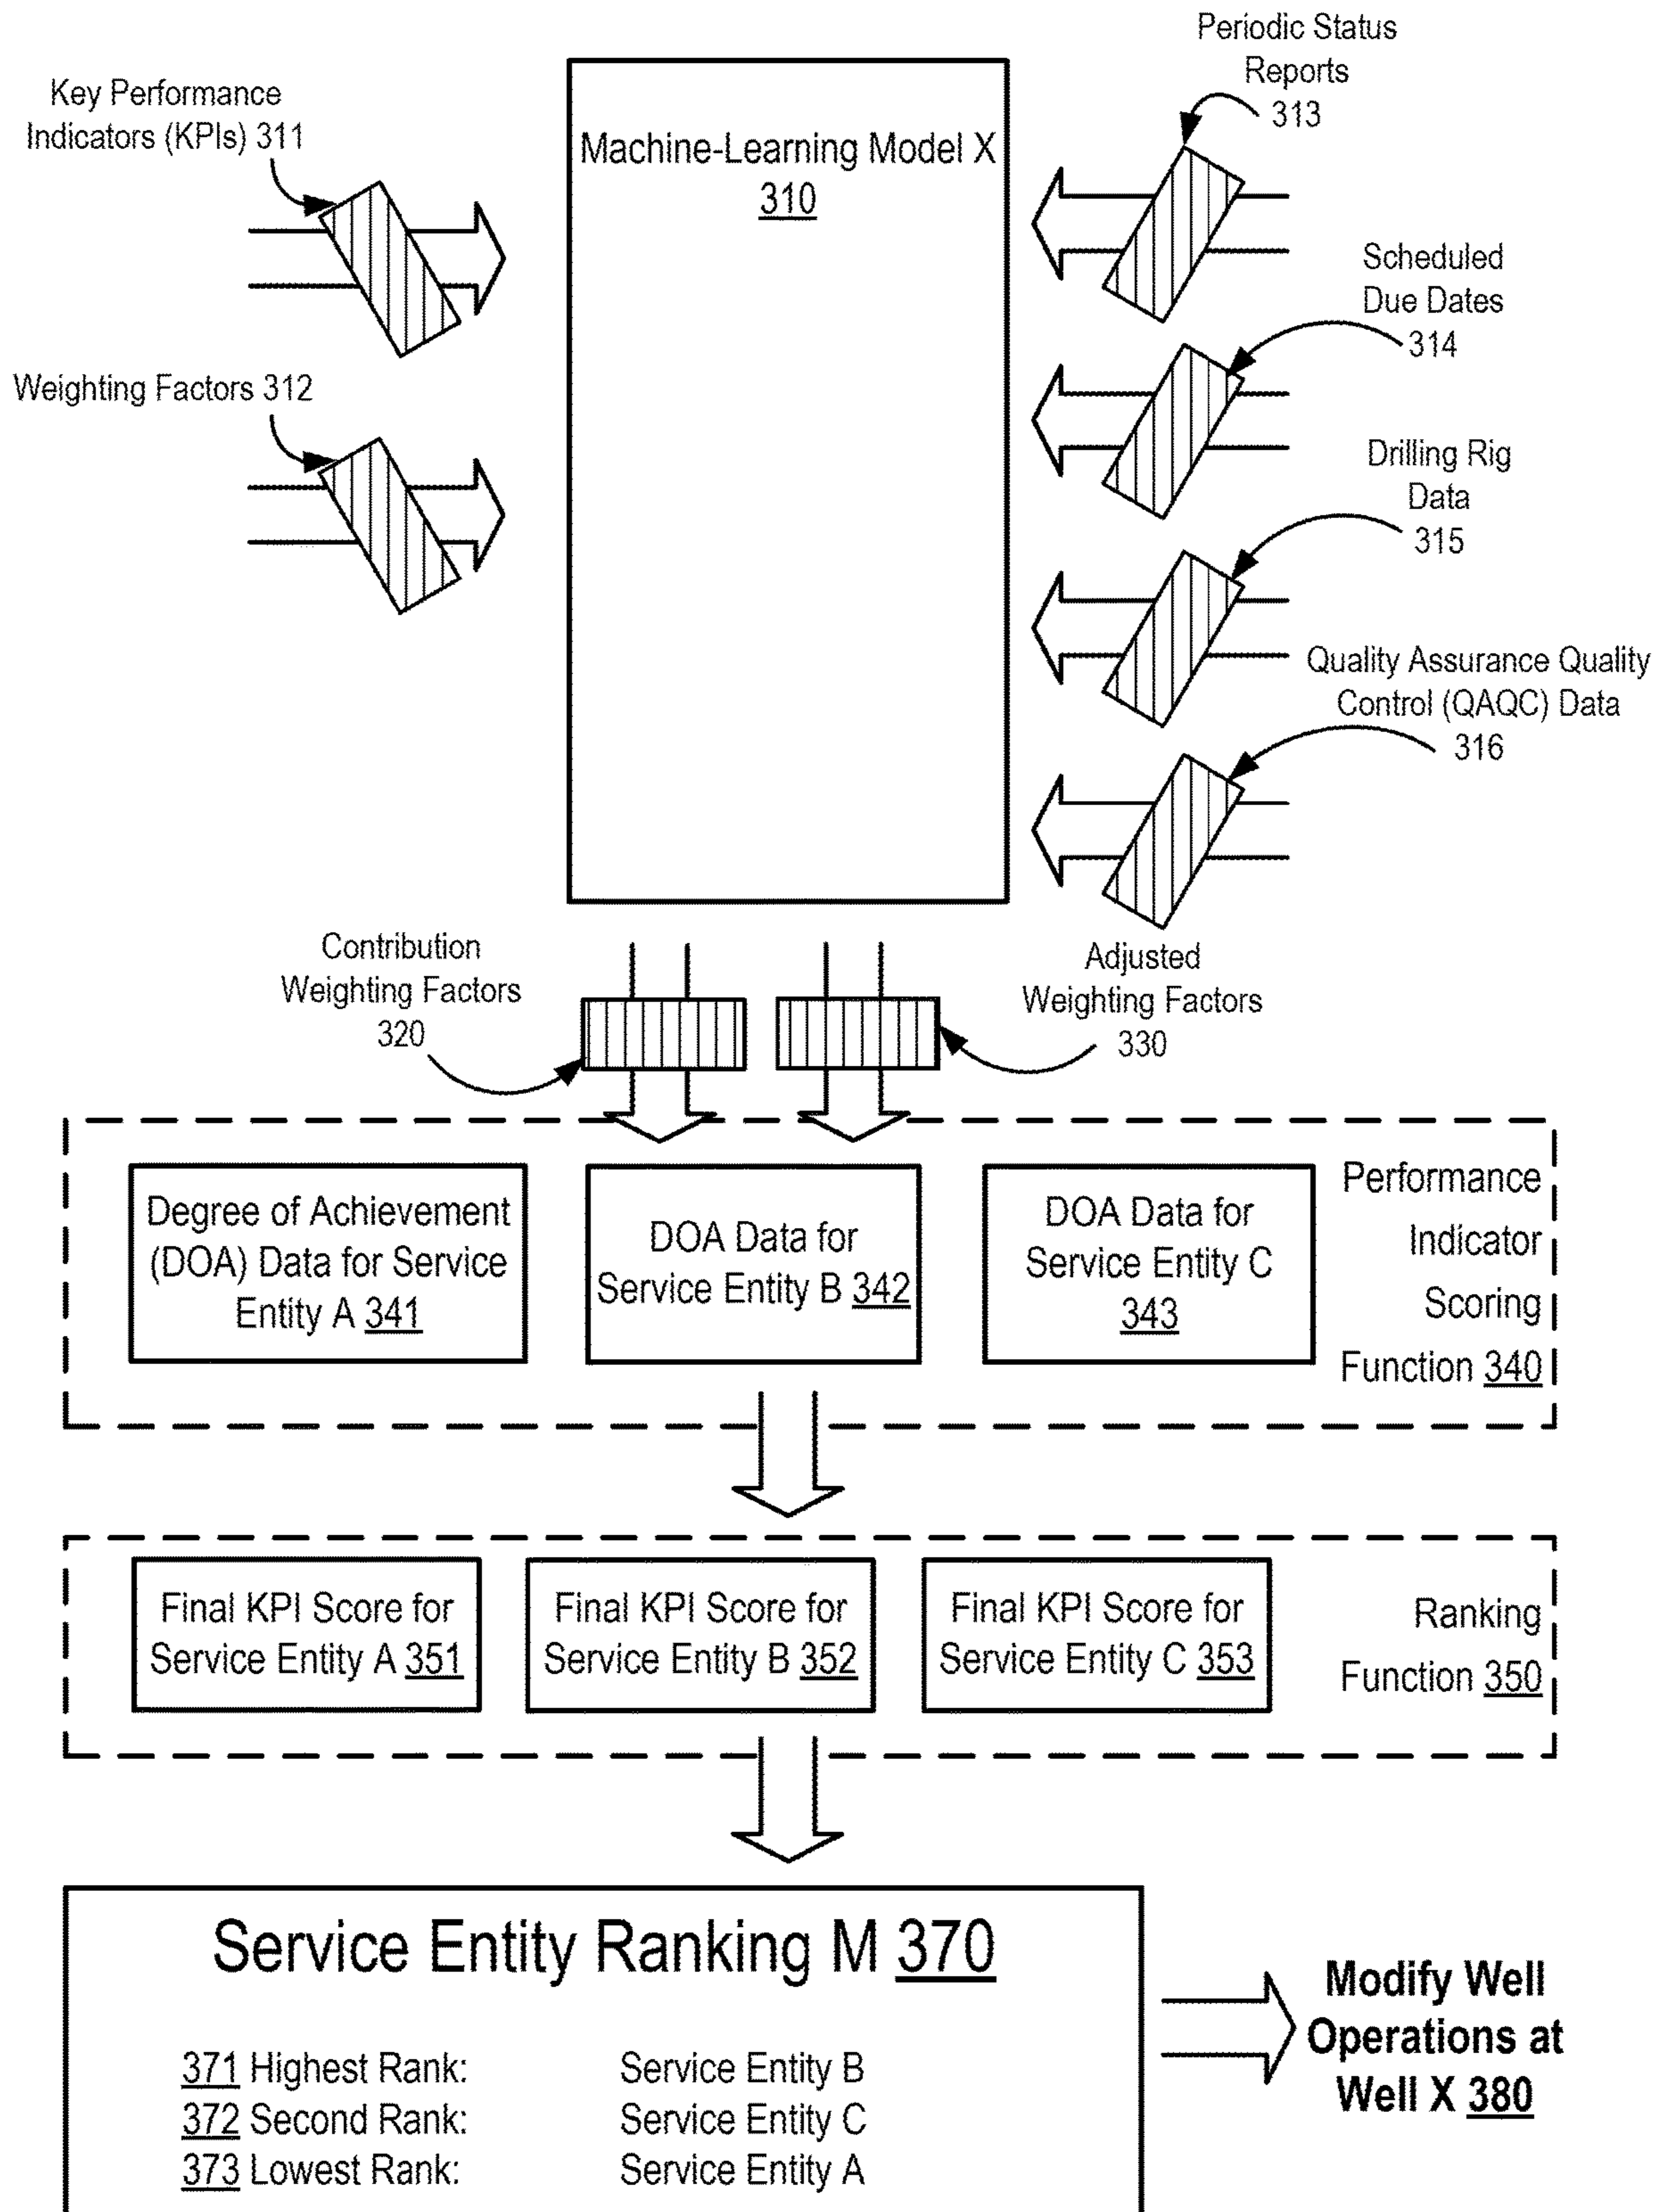 Periodic Status
Reports
313
Key Performance
Indicators (KPIs) 311
Machine-Learning Model X
310
Scheduled
Due Dates
314
Weighting Factors 312
Drilling Rig
Data
315
Quality Assurance Quality
Control (QAQC) Data
316
Contribution
Weighting Factors
320
Adjusted
Weighting Factors
330
Degree of Achievement
(DOA) Data for Service
Entity A 341
DOA Data for
Service Entity B 342
DOA Data for
Service Entity C
343
Performance
Indicator
Scoring
Function 340
Final KPI Score for
Service Entity A 351
Final KPI Score for
Service Entity B 352
Final KPI Score for
Service Entity C 353
Ranking
Function 350
Service Entity Ranking M 370
371 Highest Rank: Service Entity B
372 Second Rank: Service Entity C
373 Lowest Rank: Service Entity A
Modify Well
Operations at
Well X 380